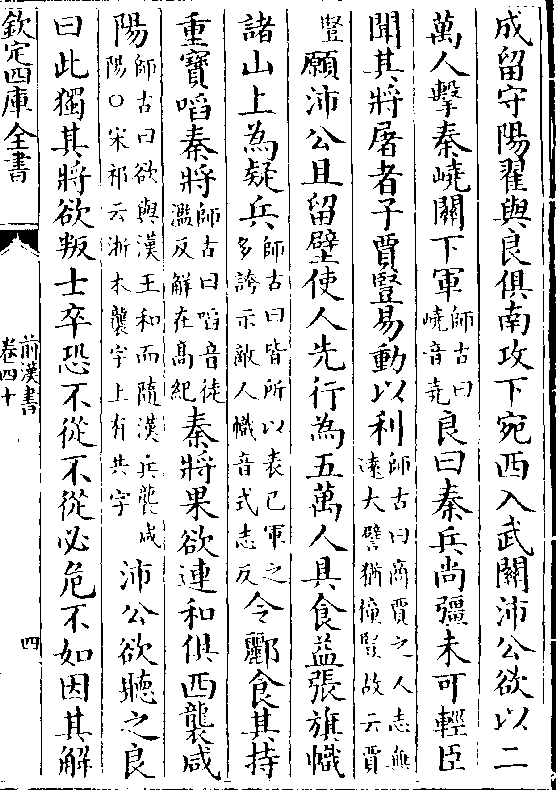 成留守陽翟與良俱南攻下宛西入武關沛公欲以二
萬人擊秦嶢關下軍師古曰嶢音堯良曰秦兵尚彊未可輕臣
聞其將屠者子賈豎易動以利師古曰商賈之人志無遠大譬猶撞豎故云賈
豎願沛公且留壁使人先行為五萬人具食益張旗幟
諸山上為疑兵師古曰皆所以表已軍之多誇示敵人幟音式志反令酈食其持
重寶啗秦將師古曰啗音徒濫反解在髙紀秦將果欲連和俱西襲咸
陽師古曰欲與漢王和而隨漢兵襲咸陽○宋祁云浙本襲字上有共字沛公欲聽之良
曰此獨其將欲叛士卒恐不從不從必危不如因其解
欽定四庫全書
前漢書
卷四十
四